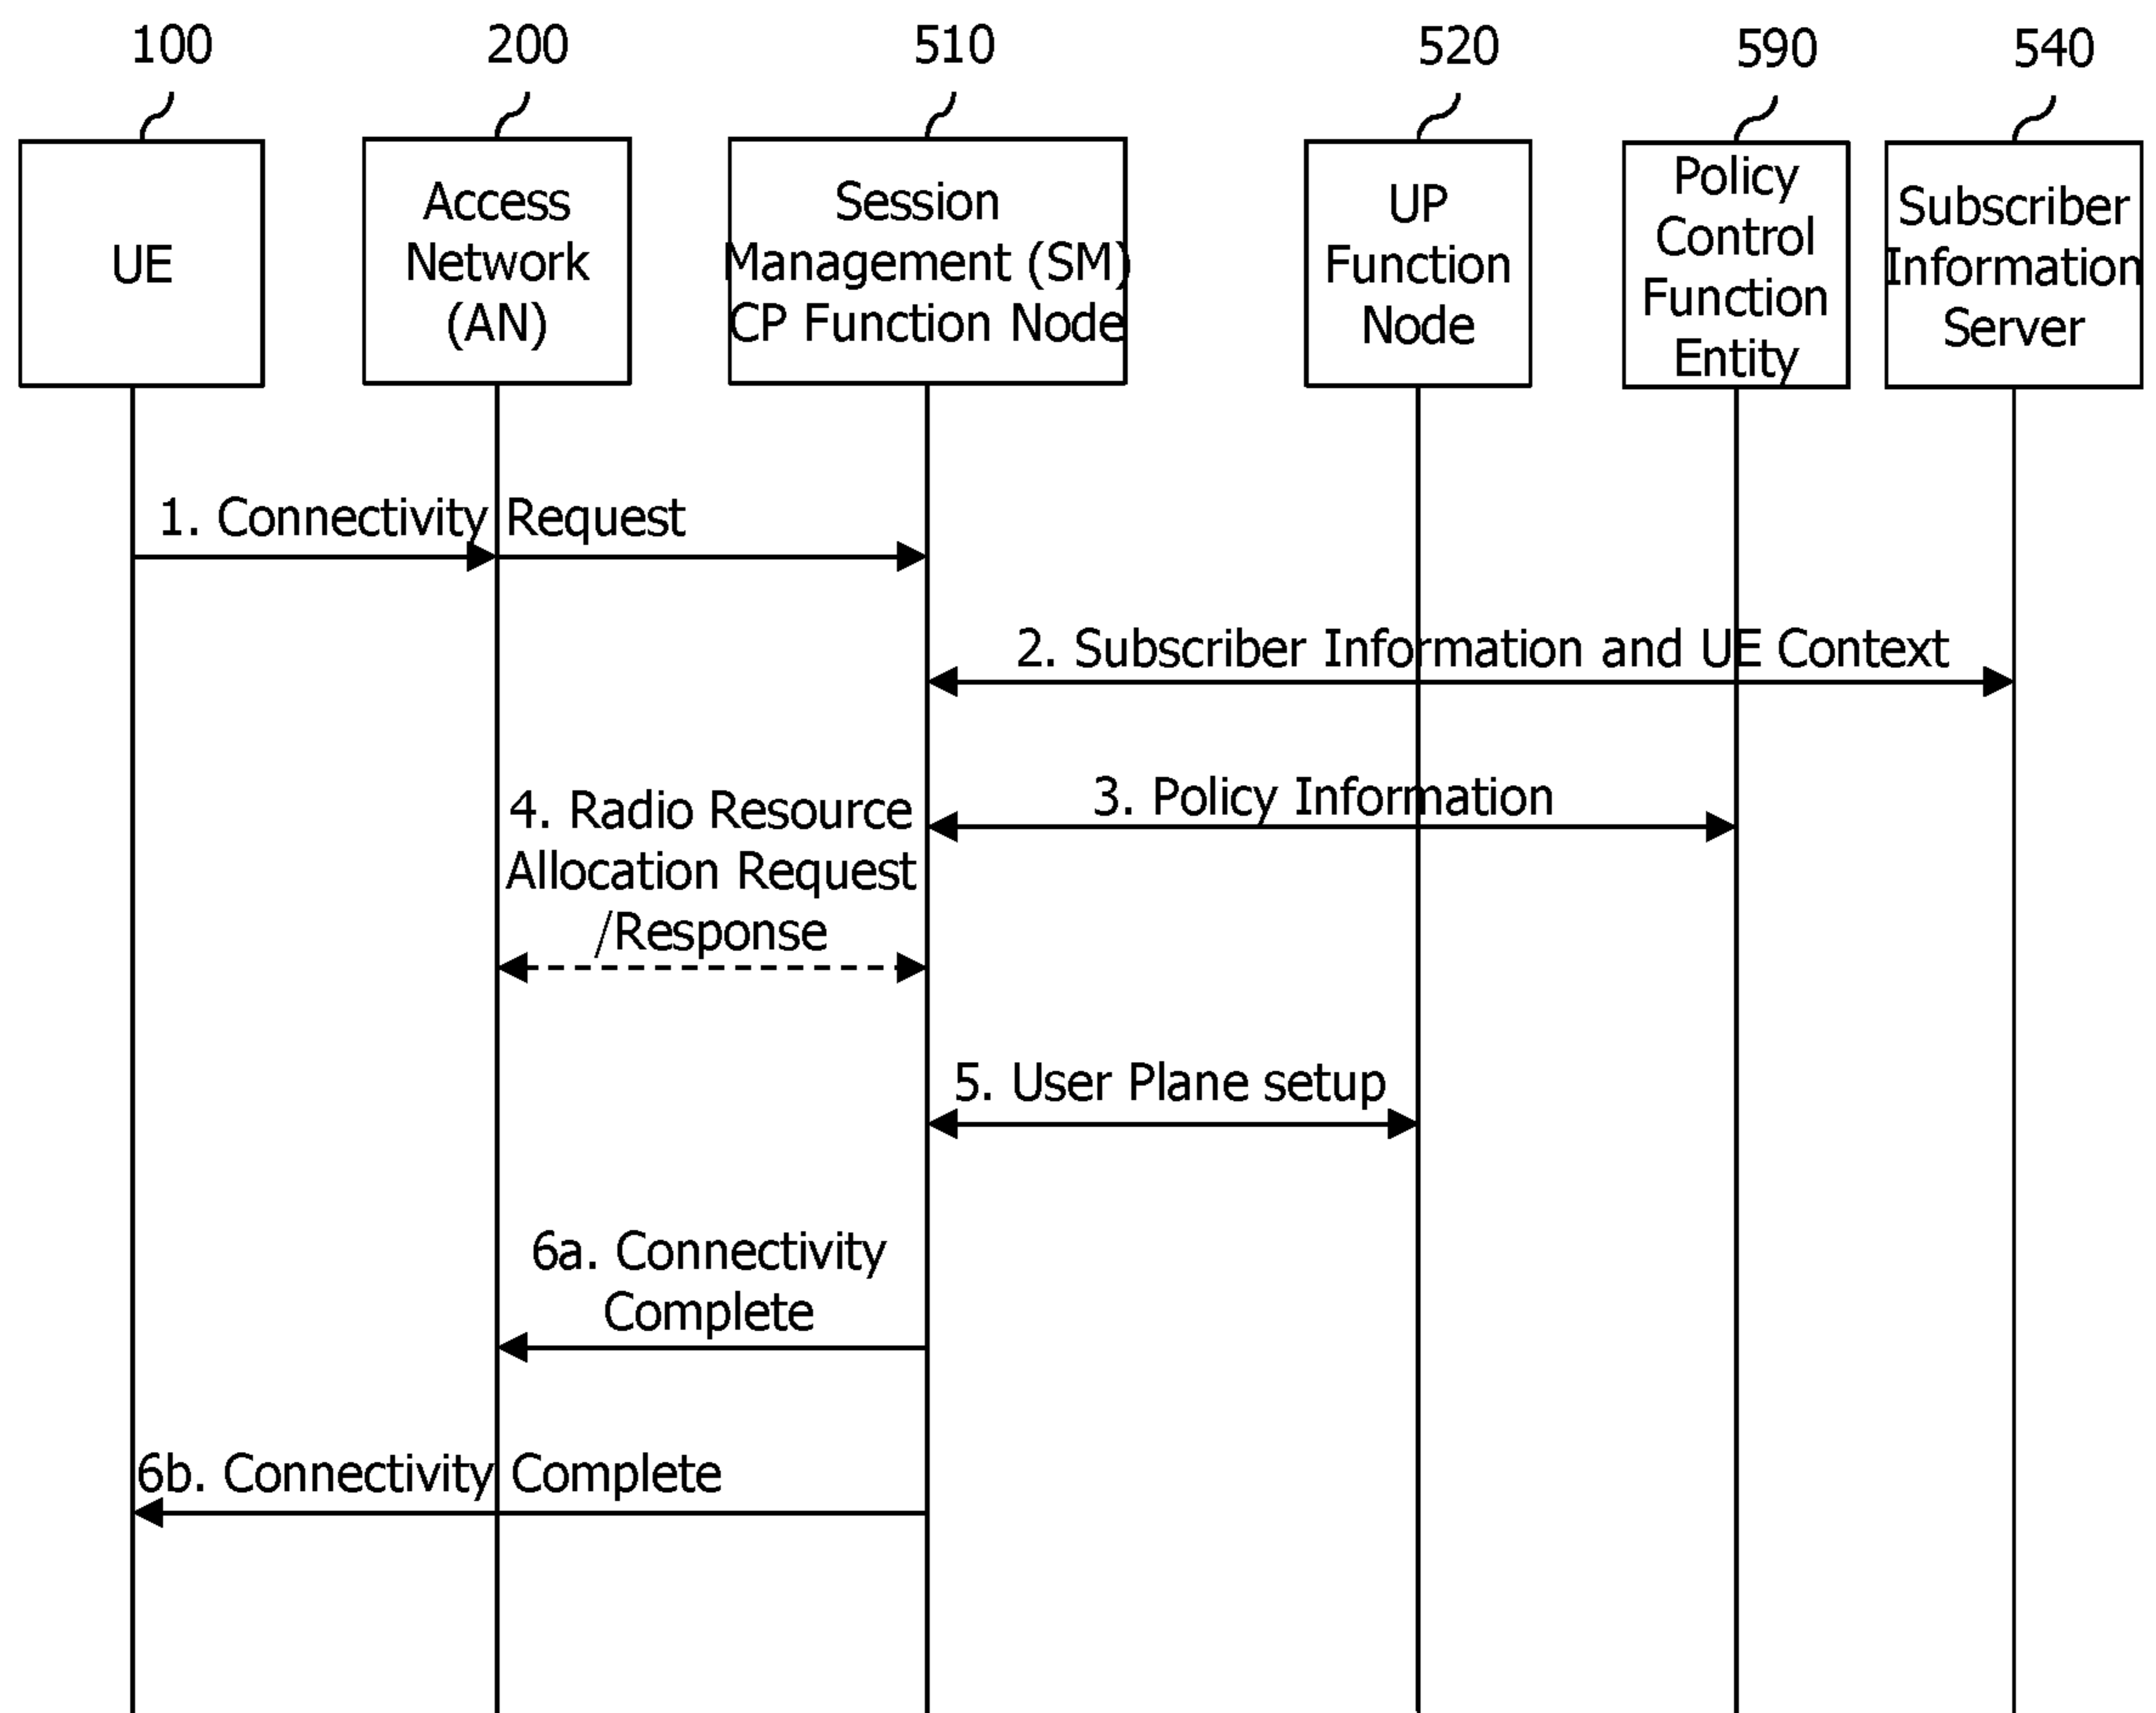 100
200
510
520
590
540
UE
Access
Network
(AN)
Session
Management (SM)
CP Function Node
UP
Function
Node
Policy
Control
Function
Entity
Subscriber
Information
Server
1. Connectivity Request
2. Subscriber Information and UE Context
3. Policy Information
4. Radio Resource
Allocation Request
/Response
5. User Plane setup
6a. Connectivity
Complete
6b. Connectivity Complete